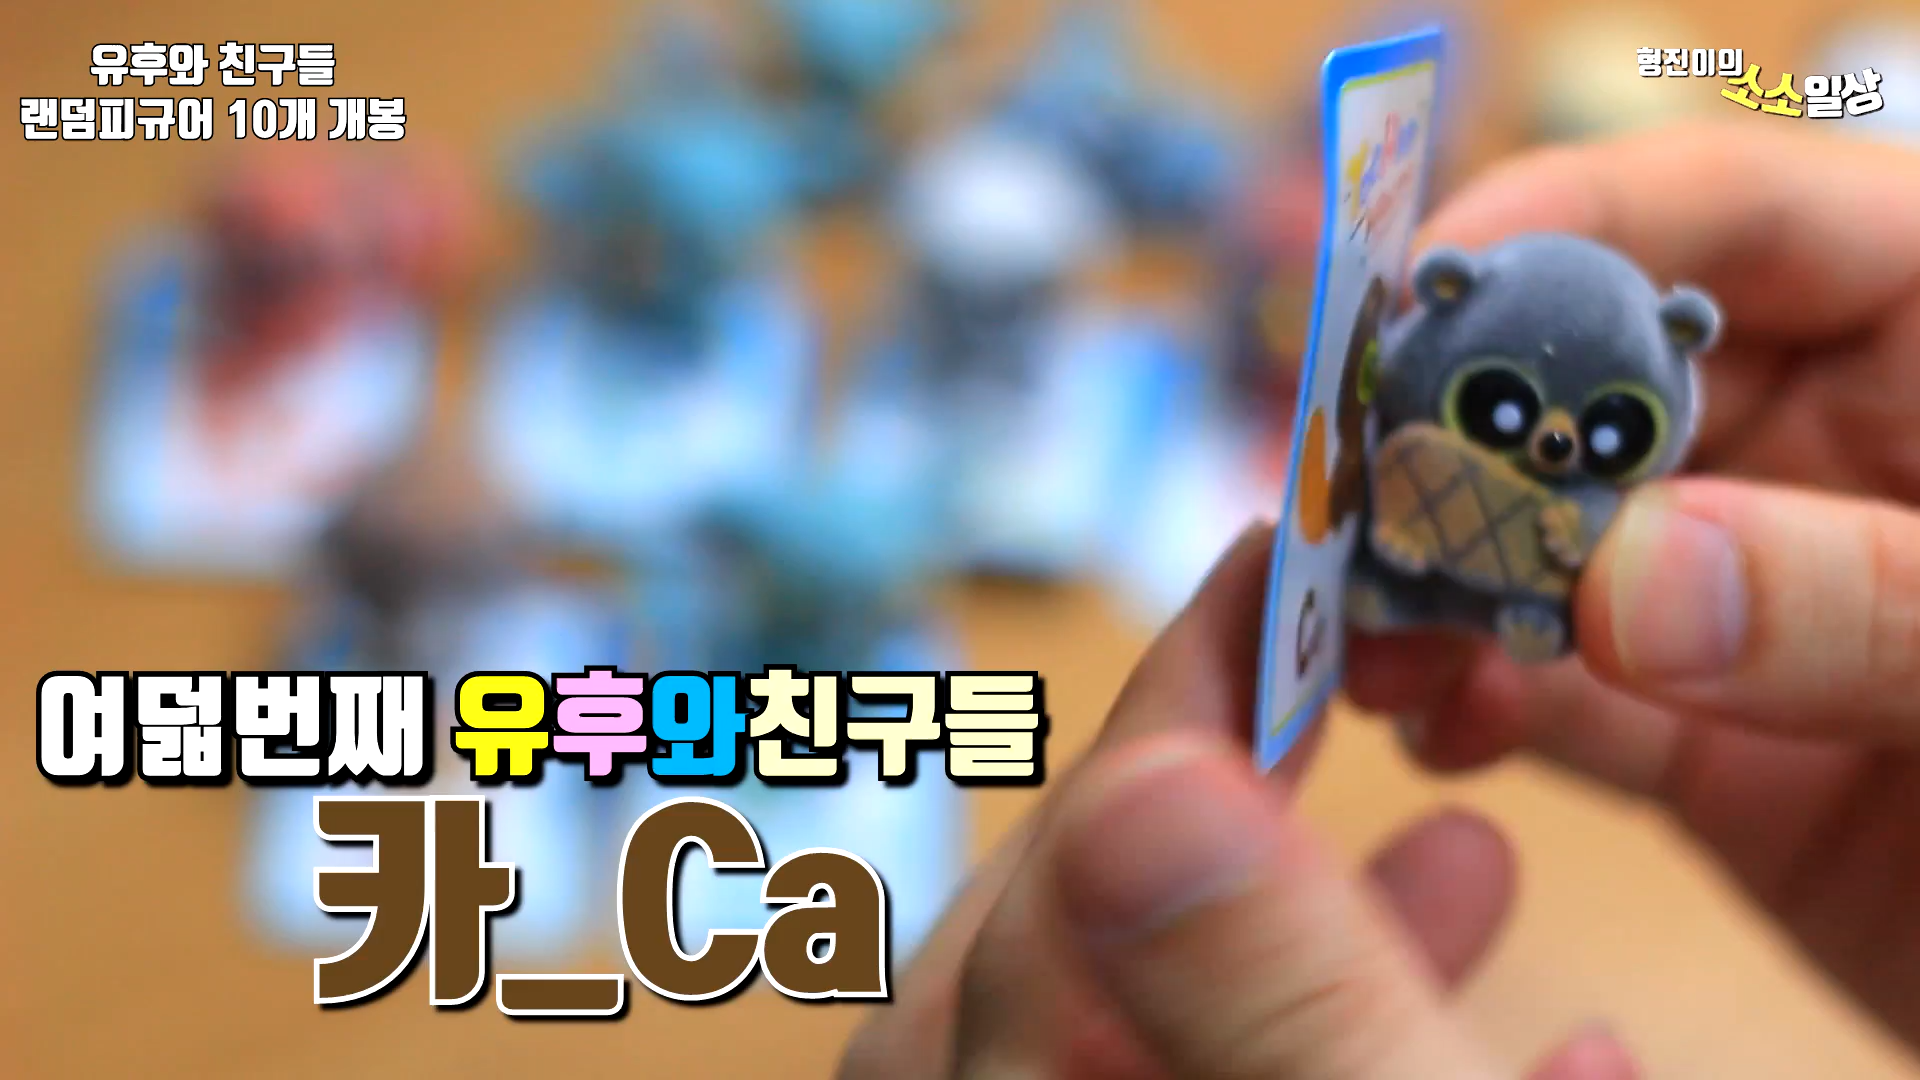 유후와 친구들
랜덤피규어 10개 개봉
형진이의
소소일상
여덟번째 유후와친구들
카_Ca
Ca